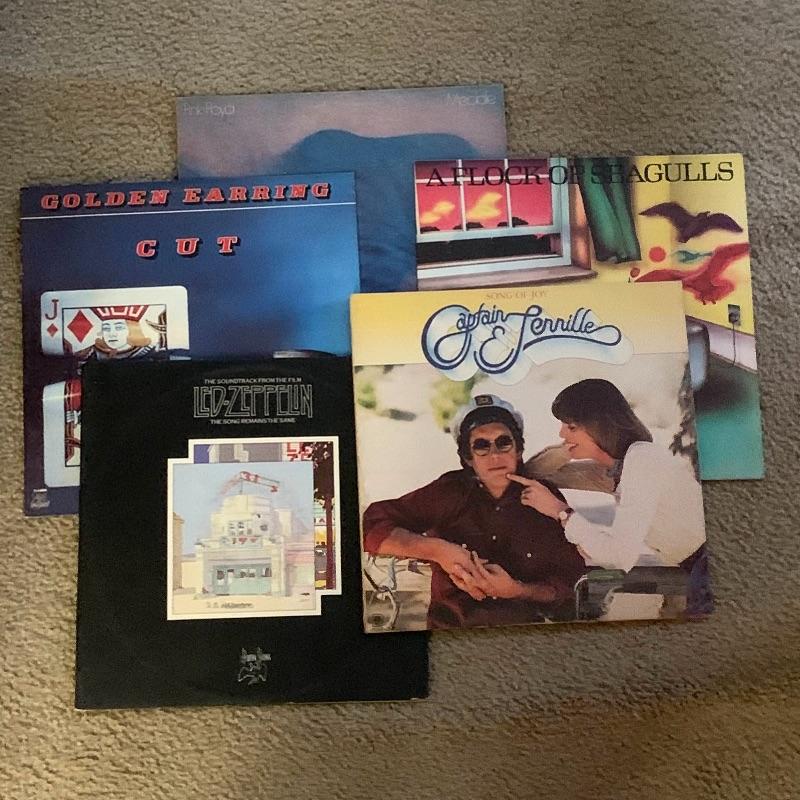 Pink Floyd
Meddle
GOLDEN EARRING
CUT
J
A FLOCK OF SEAGULLS
SONG OF JOY
Captain & Tennille
THE SOUNDTRACK FROM THE FILM
LED-ZEPPELIN
THE SONG REMAINS THE SAME